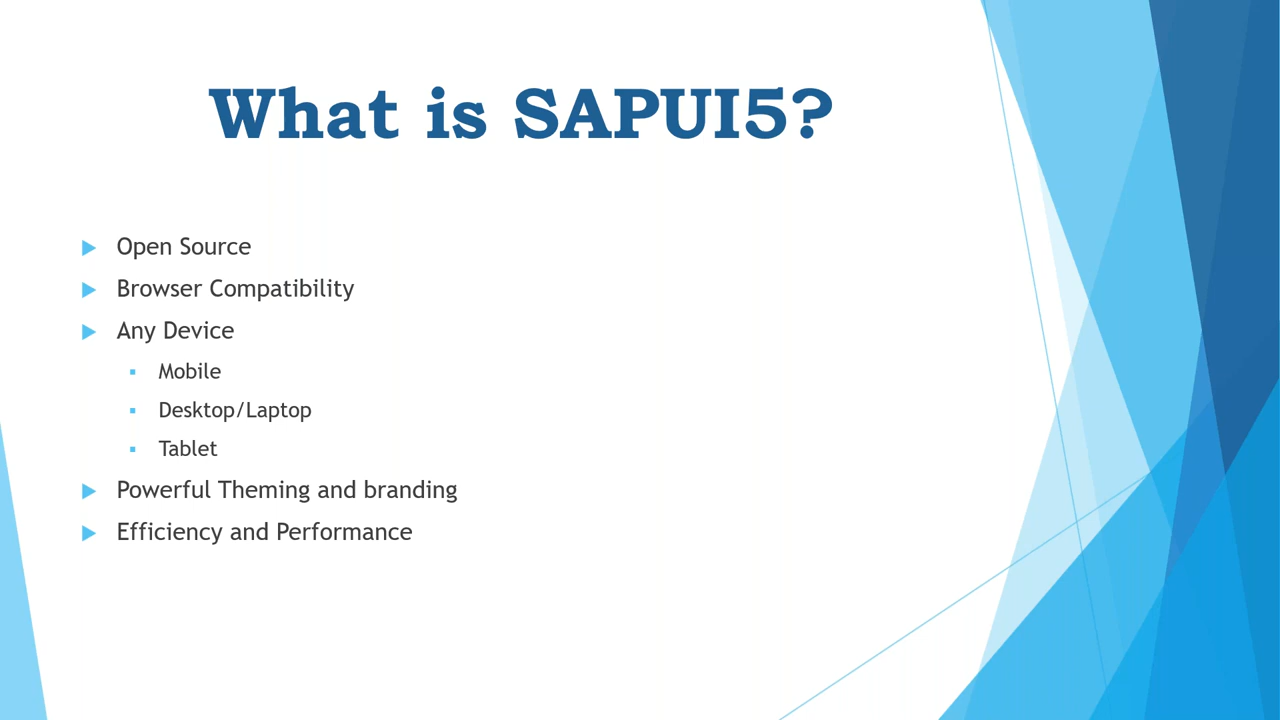 What is SAPUI5?
Open Source
Browser Compatibility
Any Device
Mobile
Desktop/Laptop
Tablet
Powerful Theming and branding
Efficiency and Performance